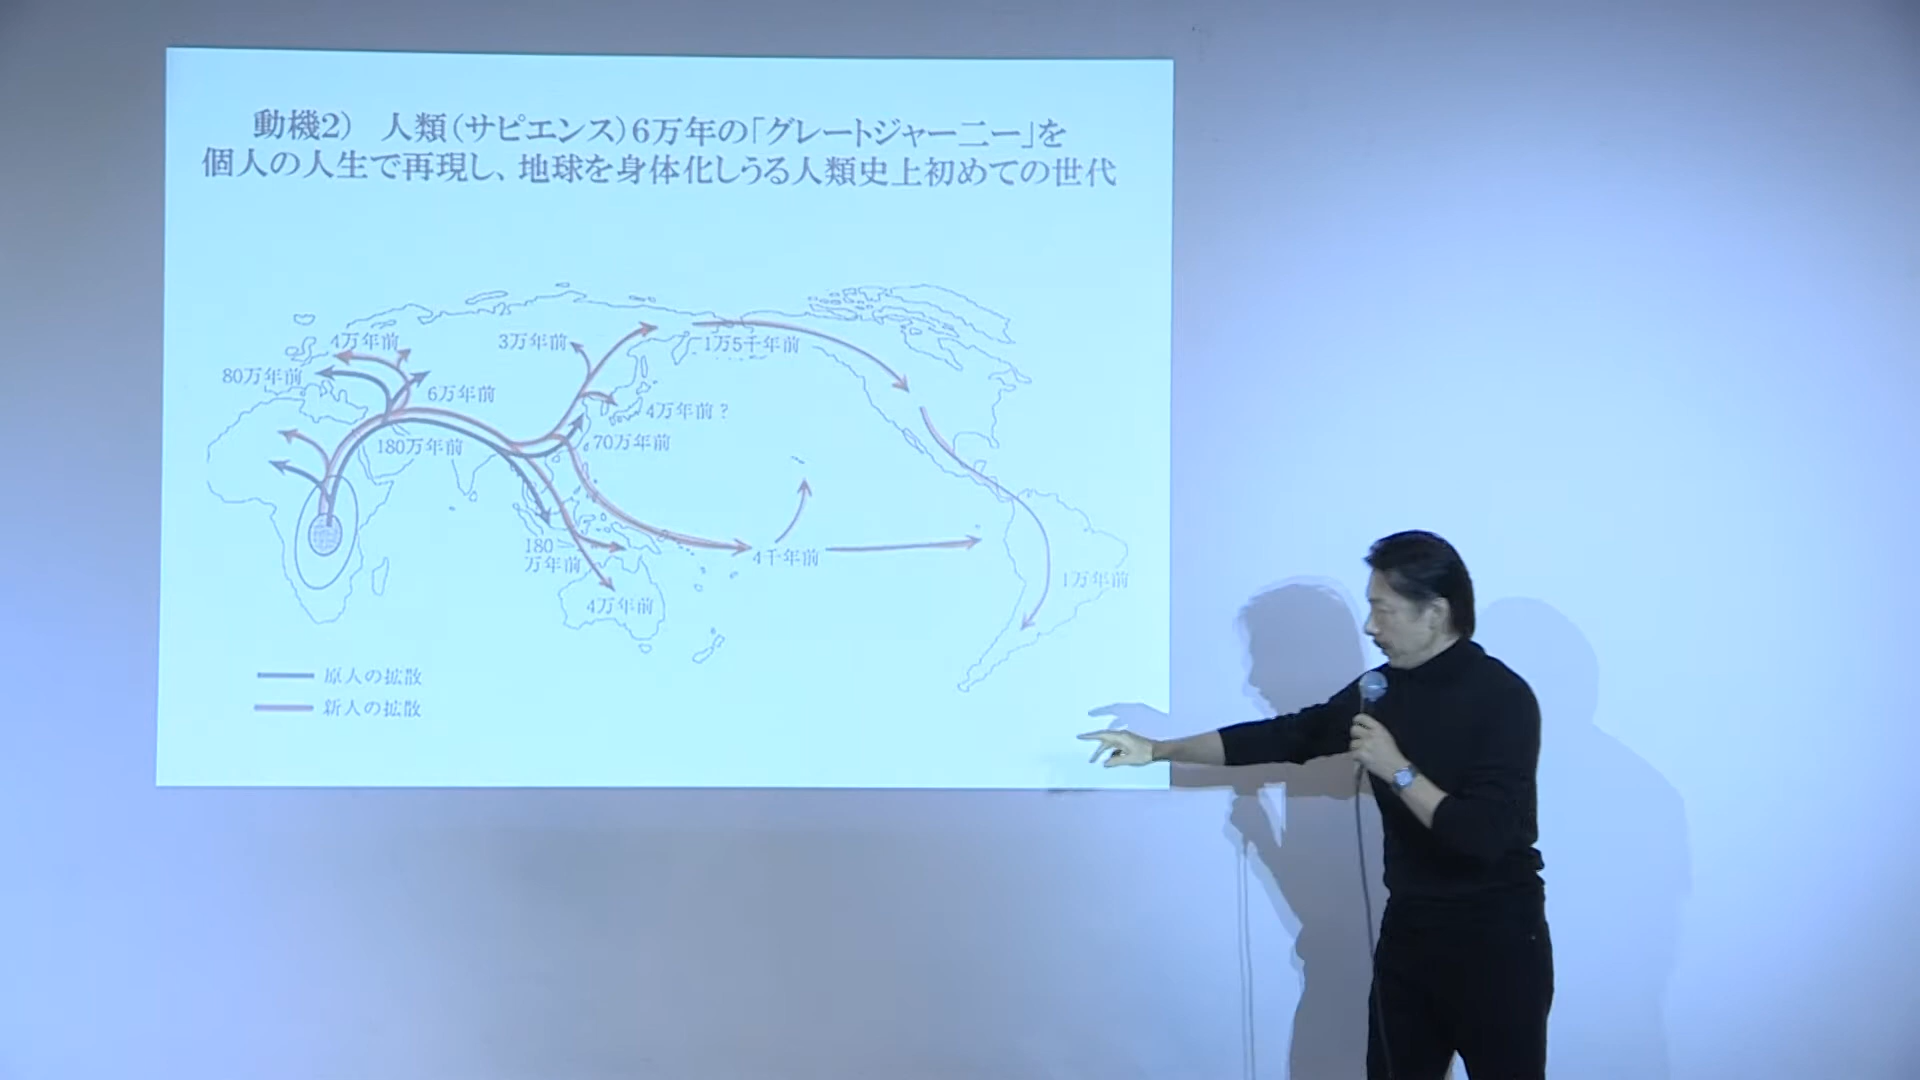 動機2) 人類(サピエンス)6万年の「グレートジャーニー」を
個人の人生で再現し、地球を身体化しうる人類史上初めての世代
4万年前
3万年前
1万5千年前
80万年前
6万年前
4万年前？
180万年前
70万年前
180
万年前
4千年前
1万年前
4万年前
原人の拡散
新人の拡散